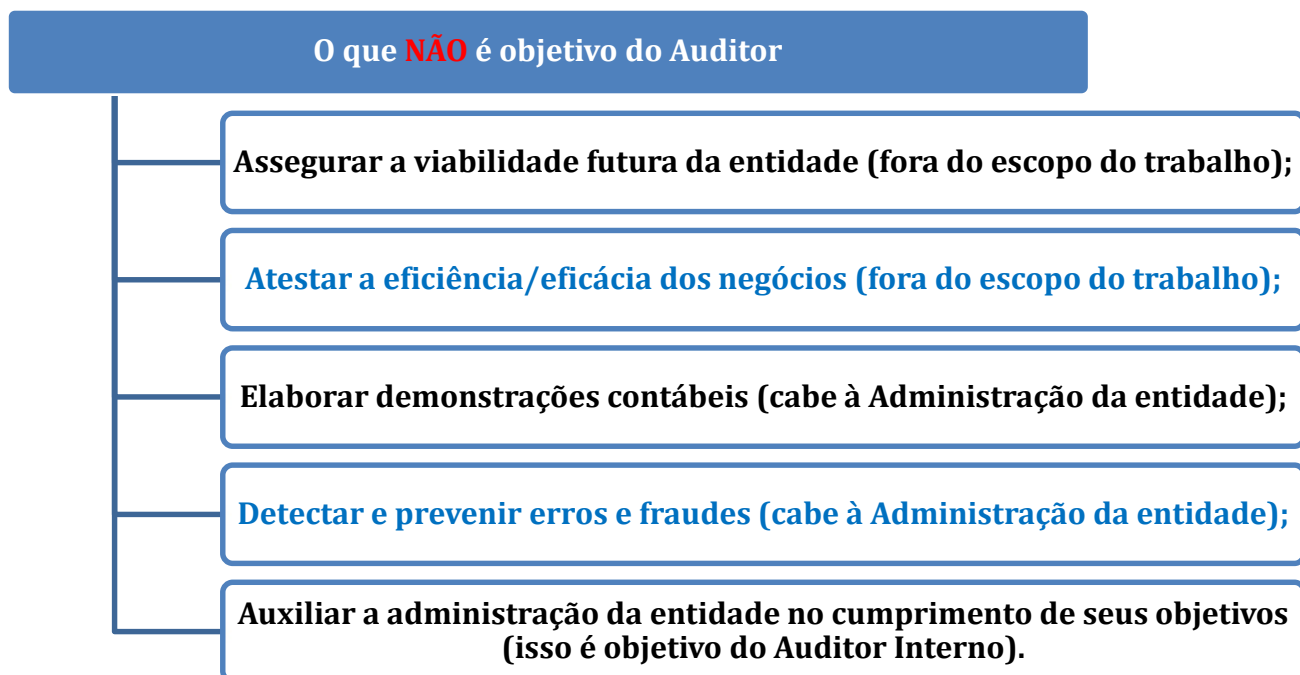 O que NÃO é objetivo do Auditor
Assegurar a viabilidade futura da entidade (fora do escopo do trabalho);
Atestar a eficiência/eficácia dos negócios (fora do escopo do trabalho);
Elaborar demonstrações contábeis (cabe à Administração da entidade);
Detectar e prevenir erros e fraudes (cabe à Administração da entidade);
Auxiliar a administração da entidade no cumprimento de seus objetivos
(isso é objetivo do Auditor Interno).